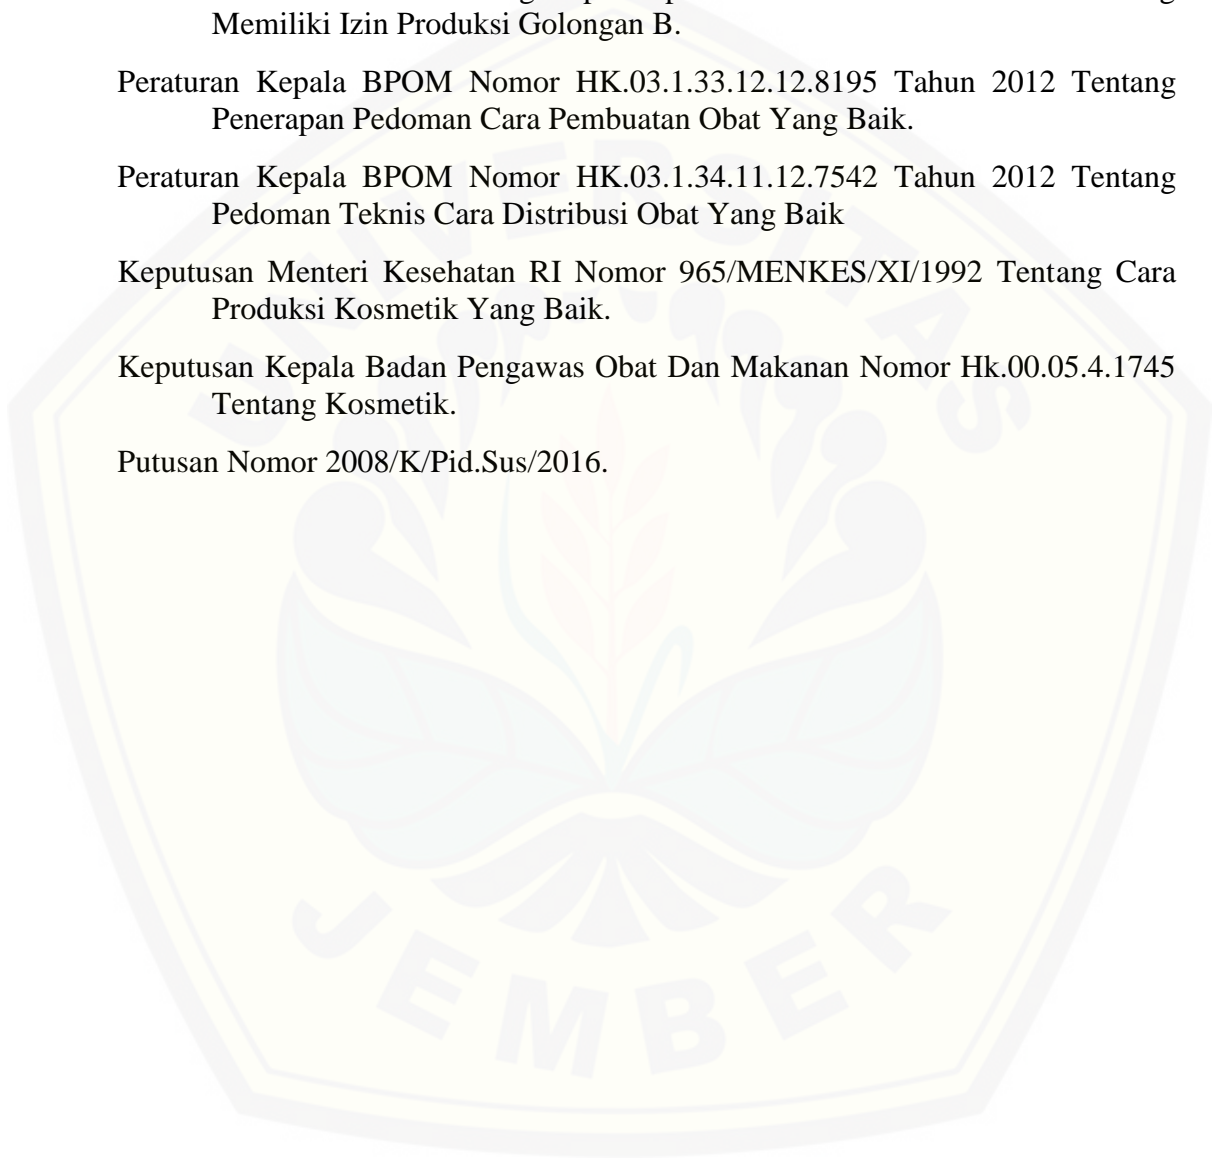 Memiliki Izin Produksi Golongan B.
Peraturan Kepala BPOM Nomor HK.03.1.33.12.12.8195 Tahun 2012 Tentang
Penerapan Pedoman Cara Pembuatan Obat Yang Baik.
Peraturan Kepala BPOM Nomor HK.03.1.34.11.12.7542 Tahun 2012 Tentang
Pedoman Teknis Cara Distribusi Obat Yang Baik
Keputusan Menteri Kesehatan RI Nomor 965/MENKES/XI/1992 Tentang Cara
Produksi Kosmetik Yang Baik.
Keputusan Kepala Badan Pengawas Obat Dan Makanan Nomor Hk.00.05.4.1745
Tentang Kosmetik.
Putusan Nomor 2008/K/Pid.Sus/2016.
UNIVERSITAS
JEMBER